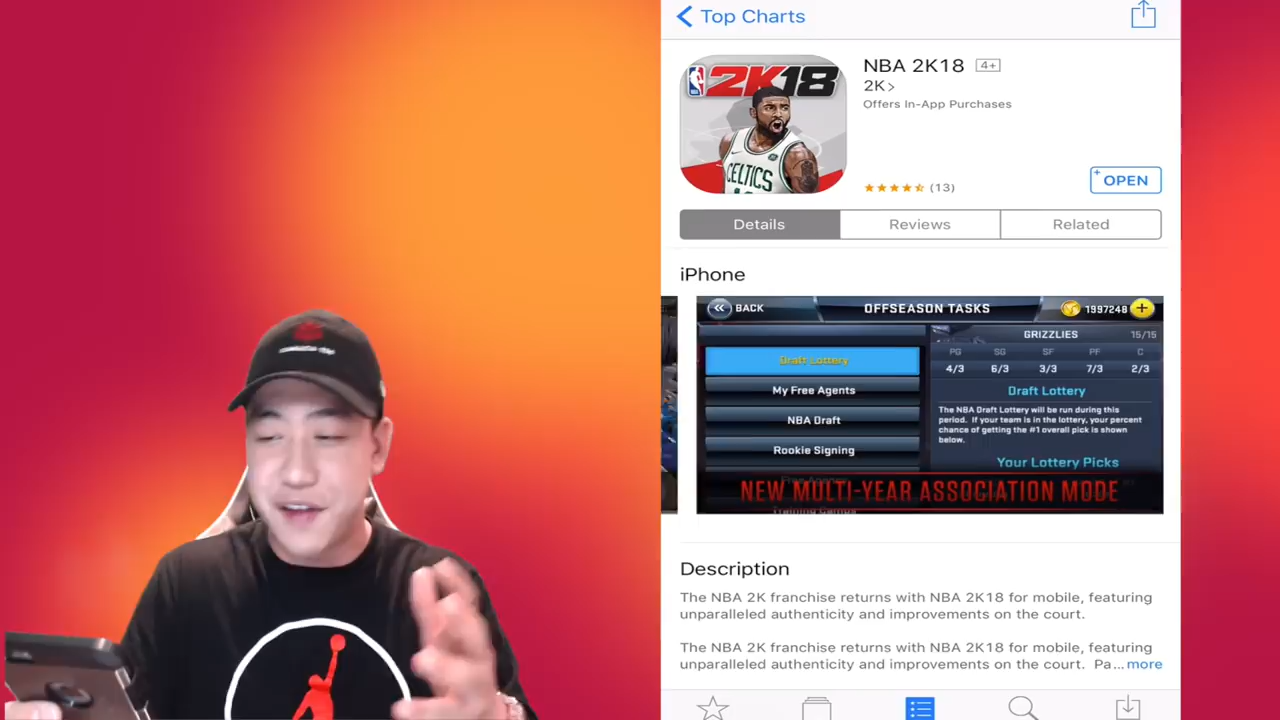 Top Charts
NBA 2K18 4+
2K >
Offers In-App Purchases
(13)
+ OPEN
Details
Reviews
Related
iPhone
BACK
OFFSEASON TASKS
1997248 +
GRIZZLIES 15/15
PG SG SF PF C
4/3 6/3 3/3 7/3 2/3
Draft Lottery
My Free Agents
NBA Draft
Rookie Signing
Draft Lottery
The NBA Draft Lottery will be run during this
period. If your team is in the lottery, your percent
chance of getting the #1 overall pick is shown
below.
Your Lottery Picks
NEW MULTI-YEAR ASSOCIATION MODE
Training Camps
Description
The NBA 2K franchise returns with NBA 2K18 for mobile, featuring
unparalleled authenticity and improvements on the court.
The NBA 2K franchise returns with NBA 2K18 for mobile, featuring
unparalleled authenticity and improvements on the court. Pa... more
2K18
CELTICS